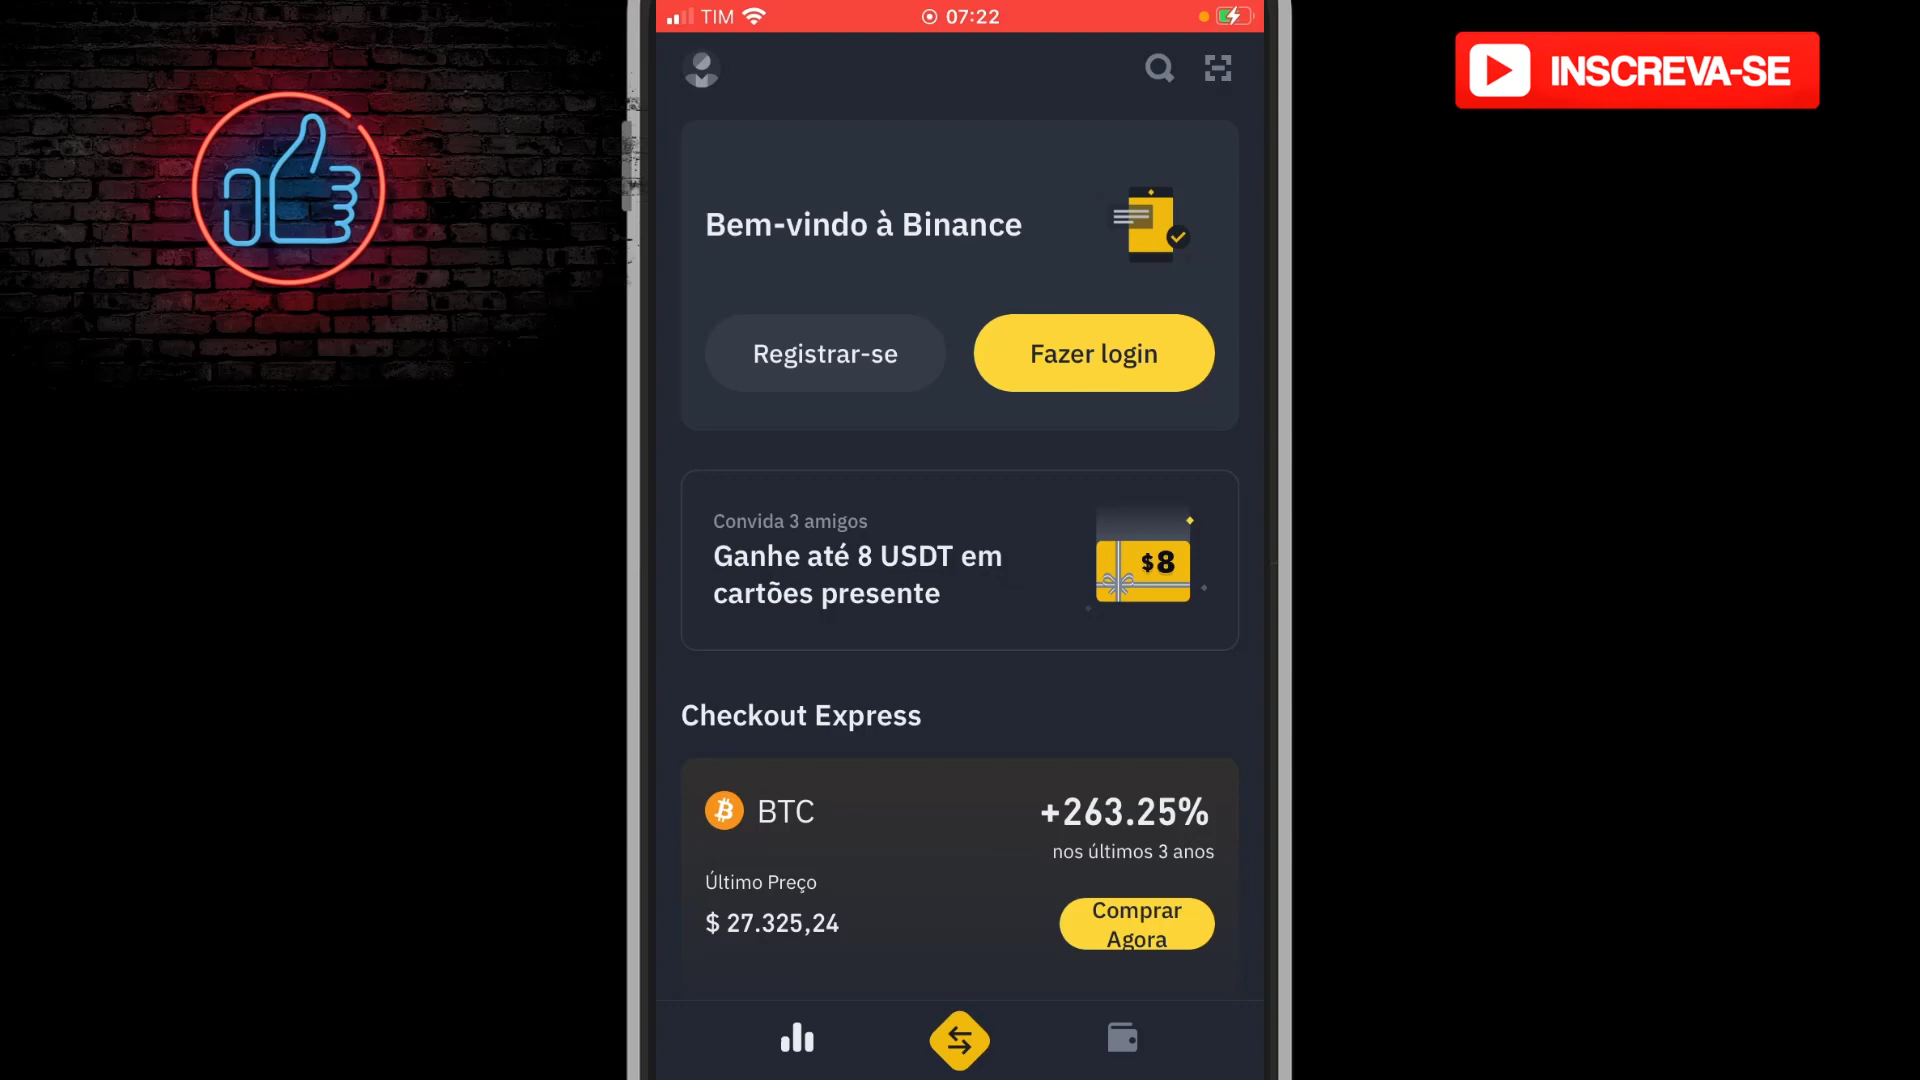 TIM 07:22
INSCREVA-SE
Bem-vindo à Binance
Registrar-se
Fazer login
Convida 3 amigos
Ganhe até 8 USDT em
cartões presente
$8
Checkout Express
BTC
+263.25%
nos últimos 3 anos
Último Preço
$ 27.325,24
Comprar
Agora